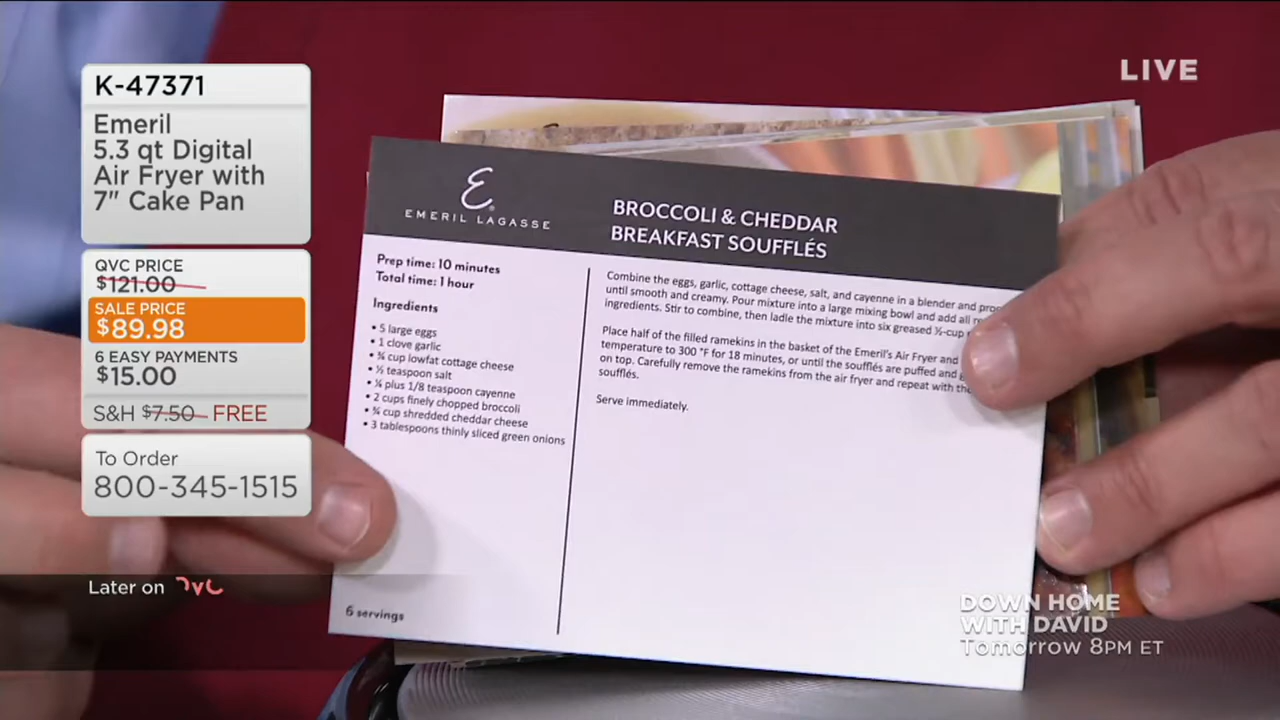 K-47371
Emeril
5.3 qt Digital
Air Fryer with
7" Cake Pan
QVC PRICE
$121.00
SALE PRICE
$89.98
6 EASY PAYMENTS
$15.00
S&H $7.50 FREE
To Order
800-345-1515
Later on QVC
LIVE
E
EMERIL LAGASSE
BROCCOLI & CHEDDAR
BREAKFAST SOUFFLÉS
Prep time: 10 minutes
Total time: 1 hour
Ingredients
• 5 large eggs
• 1 clove garlic
• ¾ cup lowfat cottage cheese
• ½ teaspoon salt
• ¼ plus 1/8 teaspoon cayenne
• 2 cups finely chopped broccoli
• ¾ cup shredded cheddar cheese
• 3 tablespoons thinly sliced green onions
6 servings
Combine the eggs, garlic, cottage cheese, salt, and cayenne in a blender and
until smooth and creamy. Pour mixture into a large mixing bowl and add all
ingredients. Stir to combine, then ladle the mixture into six greased ½-cup
Place half of the filled ramekins in the basket of the Emeril's Air Fryer and
temperature to 300 °F for 18 minutes, or until the soufflés are puffed and
on top. Carefully remove the ramekins from the air fryer and repeat with the
soufflés.
Serve immediately.
DOWN HOME
WITH DAVID
Tomorrow 8PM ET